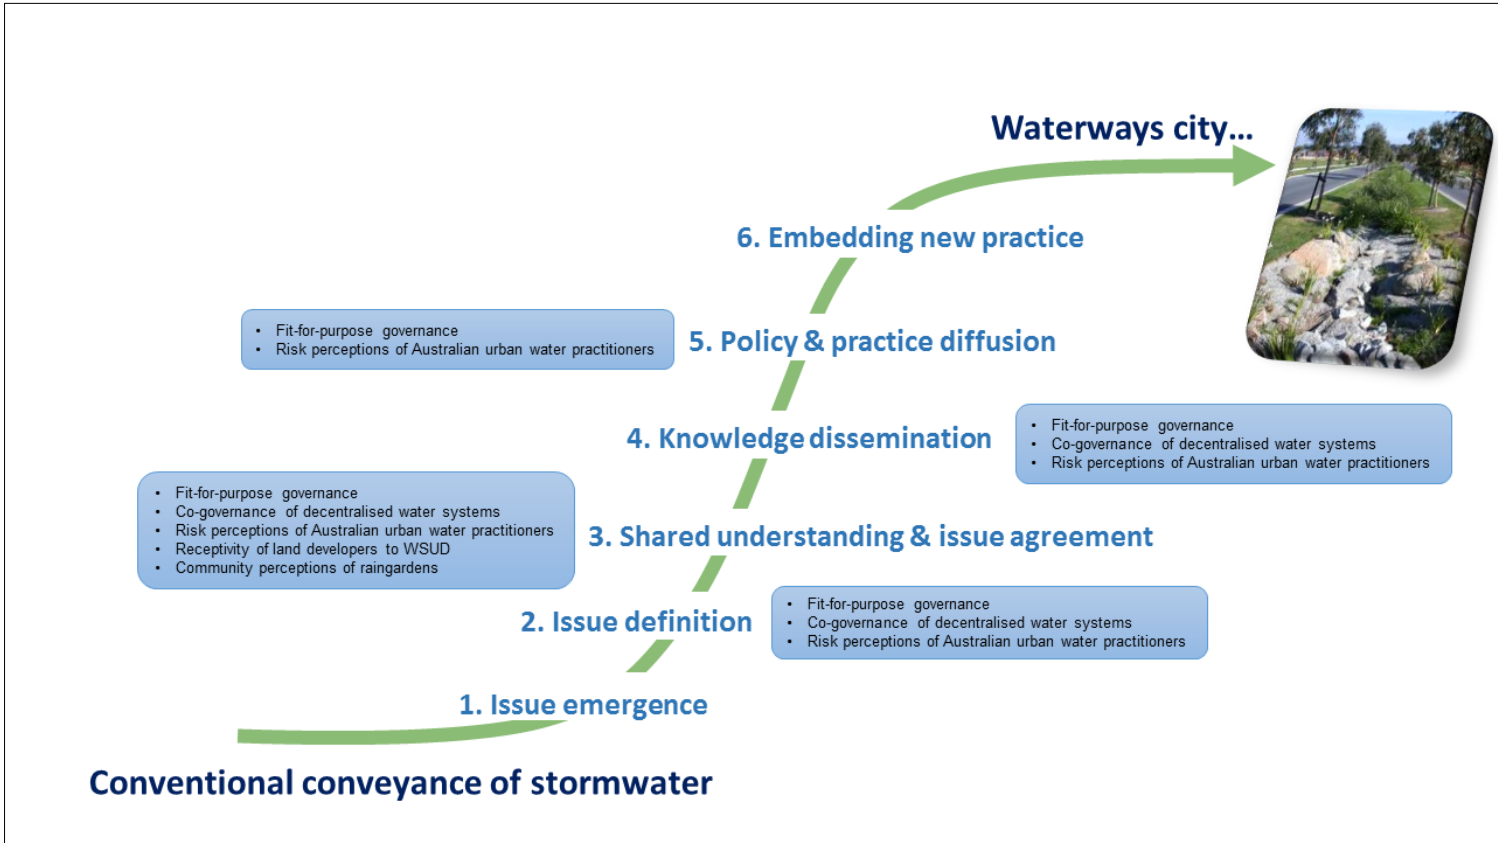 Waterways city...
6. Embedding new practice
• Fit-for-purpose governance
• Risk perceptions of Australian urban water practitioners
5. Policy & practice diffusion
4. Knowledge dissemination
• Fit-for-purpose governance
• Co-governance of decentralised water systems
• Risk perceptions of Australian urban water practitioners
• Fit-for-purpose governance
• Co-governance of decentralised water systems
• Risk perceptions of Australian urban water practitioners
• Receptivity of land developers to WSUD
• Community perceptions of raingardens
3. Shared understanding & issue agreement
2. Issue definition
• Fit-for-purpose governance
• Co-governance of decentralised water systems
• Risk perceptions of Australian urban water practitioners
1. Issue emergence
Conventional conveyance of stormwater